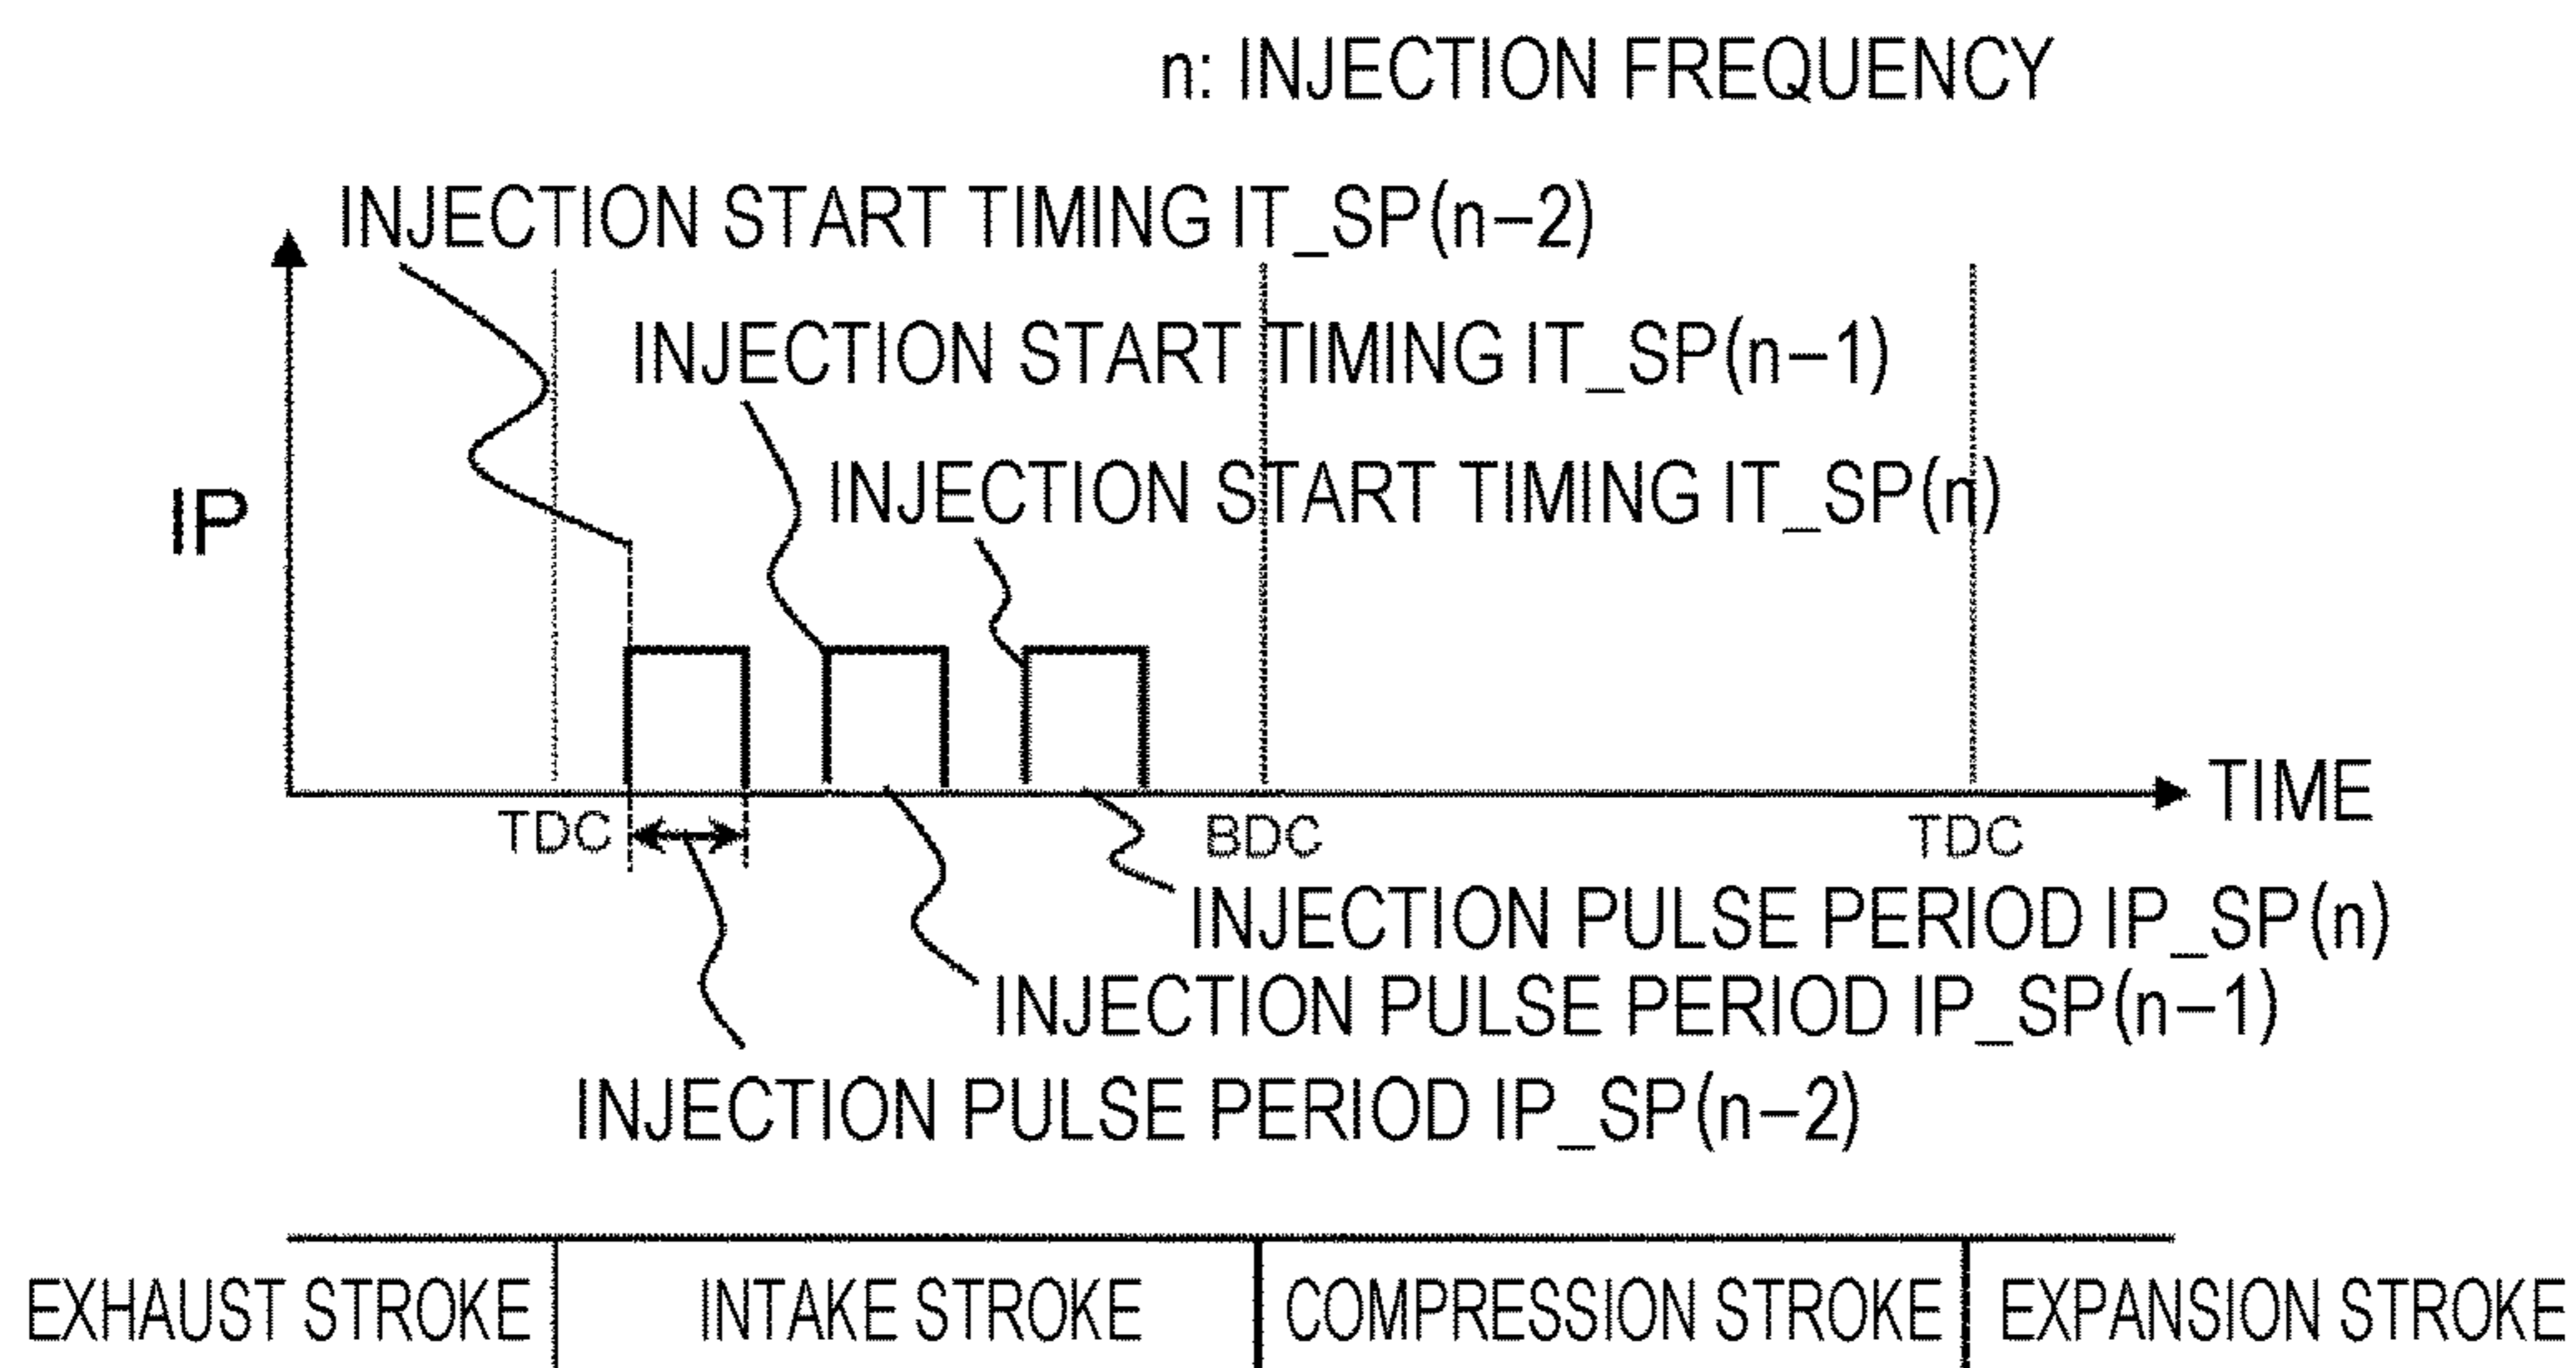 n: INJECTION FREQUENCY
INJECTION START TIMING IT_SP(n−2)
INJECTION START TIMING IT_SP(n−1)
INJECTION START TIMING IT_SP(n)
IP
TIME
TDC
BDC
TDC
INJECTION PULSE PERIOD IP_SP(n)
INJECTION PULSE PERIOD IP_SP(n−1)
INJECTION PULSE PERIOD IP_SP(n−2)
EXHAUST STROKE
INTAKE STROKE
COMPRESSION STROKE
EXPANSION STROKE